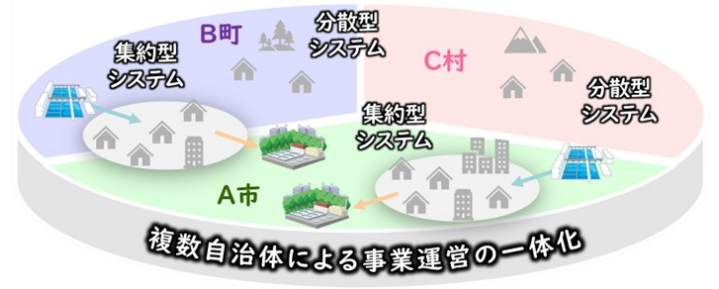 B町
分散型
システム
集約型
システム
C村
分散型
システム
集約型
システム
A市
複数自治体による事業運営の一体化